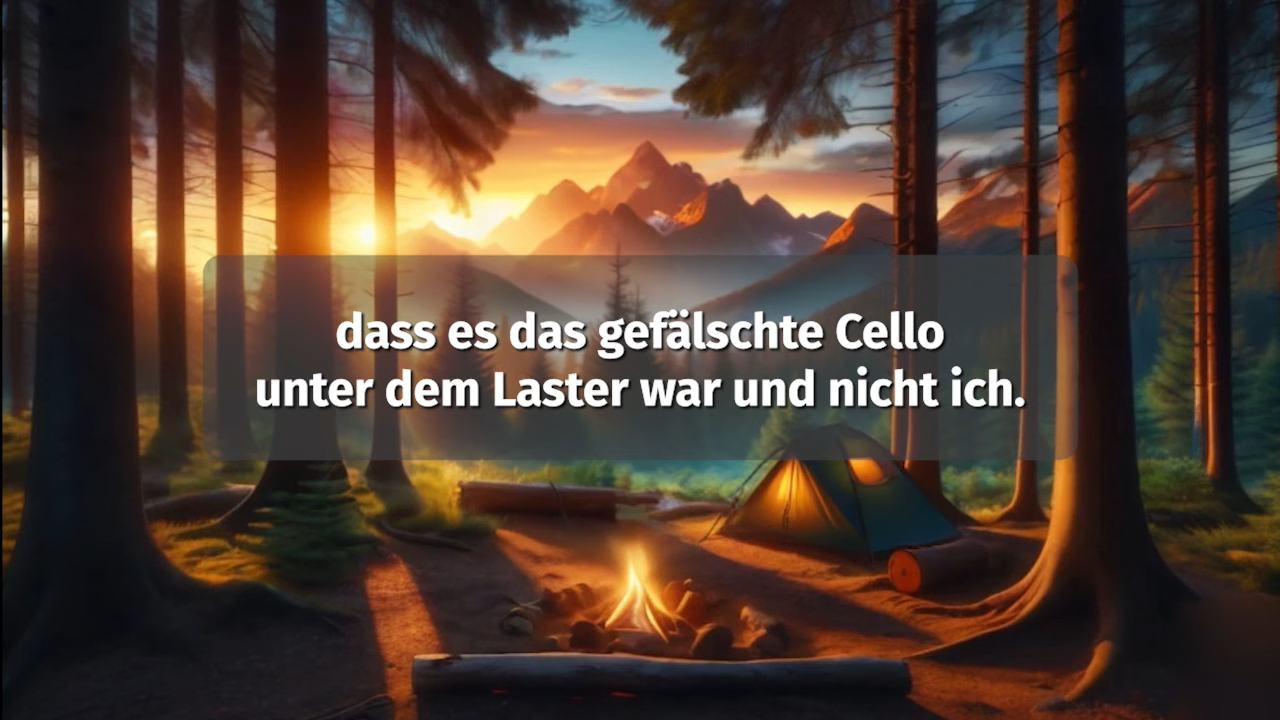 dass es das gefälschte Cello
unter dem Laster war und nicht ich.